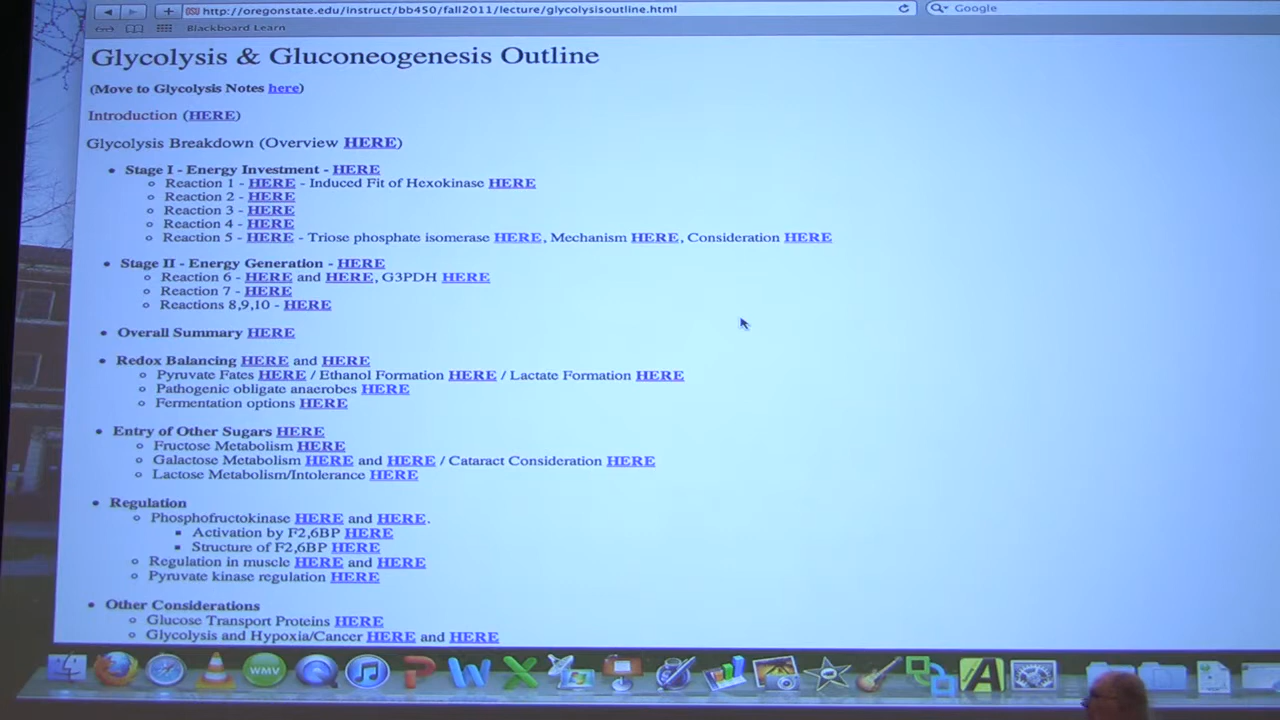 OSU http://oregonstate.edu/instruct/bb450/fall2011/lecture/glycolysisoutline.html
Google
Blackboard Learn
Glycolysis & Gluconeogenesis Outline
(Move to Glycolysis Notes here)
Introduction (HERE)
Glycolysis Breakdown (Overview HERE)
Stage I - Energy Investment - HERE
Reaction 1 - HERE - Induced Fit of Hexokinase HERE
Reaction 2 - HERE
Reaction 3 - HERE
Reaction 4 - HERE
Reaction 5 - HERE - Triose phosphate isomerase HERE, Mechanism HERE, Consideration HERE
Stage II - Energy Generation - HERE
Reaction 6 - HERE and HERE, G3PDH HERE
Reaction 7 - HERE
Reactions 8,9,10 - HERE
Overall Summary HERE
Redox Balancing HERE and HERE
Pyruvate Fates HERE / Ethanol Formation HERE / Lactate Formation HERE
Pathogenic obligate anaerobes HERE
Fermentation options HERE
Entry of Other Sugars HERE
Fructose Metabolism HERE
Galactose Metabolism HERE and HERE / Cataract Consideration HERE
Lactose Metabolism/Intolerance HERE
Regulation
Phosphofructokinase HERE and HERE.
Activation by F2,6BP HERE
Structure of F2,6BP HERE
Regulation in muscle HERE and HERE
Pyruvate kinase regulation HERE
Other Considerations
Glucose Transport Proteins HERE
Glycolysis and Hypoxia/Cancer HERE and HERE
WMV